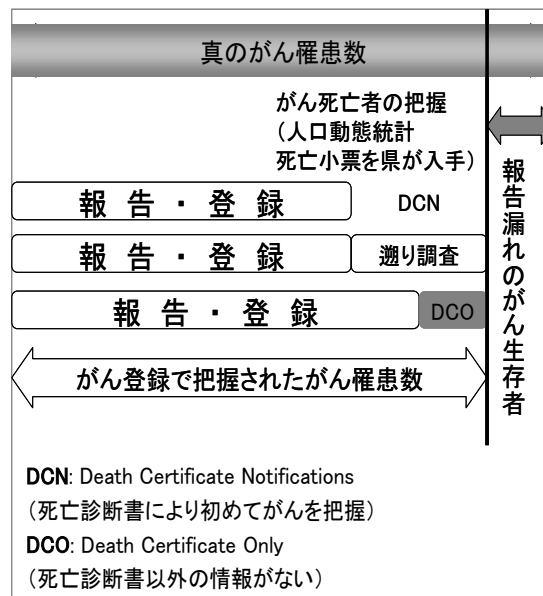 真のがん罹患数
がん死亡者の把握
(人口動態統計
死亡小票を県が入手)
報告・登録
DCN
報告・登録
遡り調査
報告・登録
DCO
がん登録で把握されたがん罹患数
報告漏れのがん生存者
DCN: Death Certificate Notifications
(死亡診断書により初めてがんを把握)
DCO: Death Certificate Only
(死亡診断書以外の情報がない)